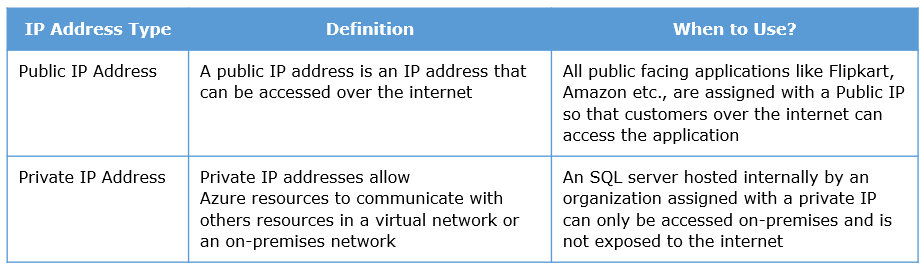 IP Address Type
Definition
When to Use?
Public IP Address
A public IP address is an IP address that
can be accessed over the internet
All public facing applications like Flipkart,
Amazon etc., are assigned with a Public IP
so that customers over the internet can
access the application
Private IP Address
Private IP addresses allow
Azure resources to communicate with
others resources in a virtual network or
an on-premises network
An SQL server hosted internally by an
organization assigned with a private IP
can only be accessed on-premises and is
not exposed to the internet